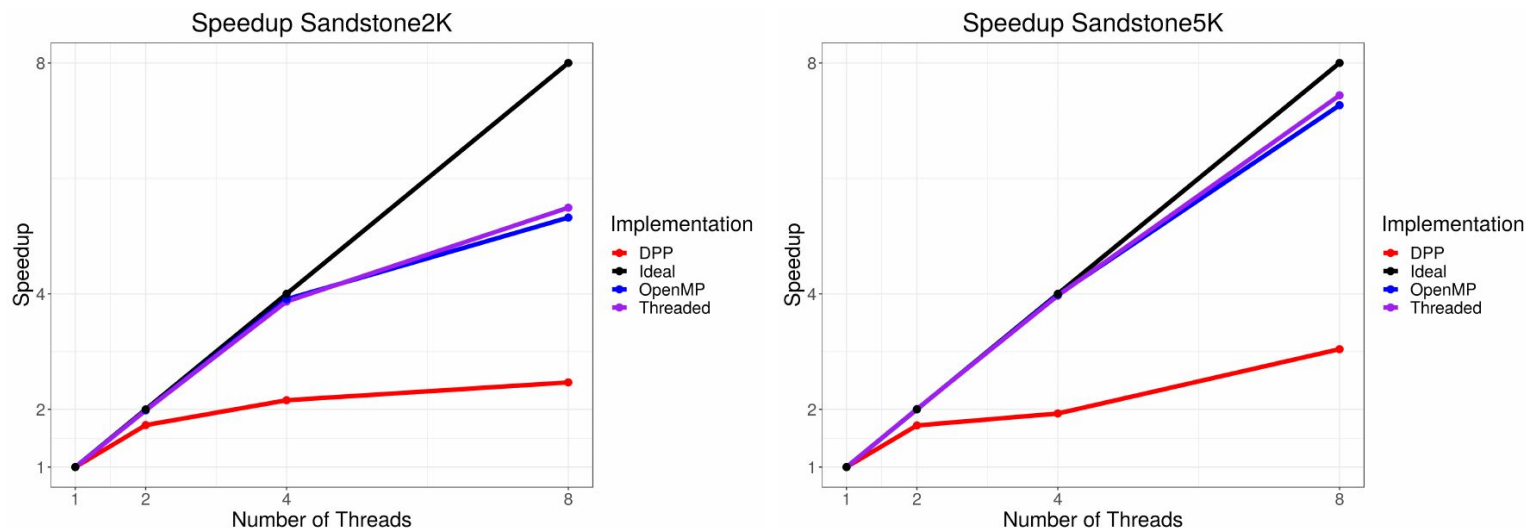 Speedup Sandstone2K
8
4
2
1
Speedup
1 2 4 8
Number of Threads
Implementation
DPP
Ideal
OpenMP
Threaded
Speedup Sandstone5K
8
4
2
1
Speedup
1 2 4 8
Number of Threads
Implementation
DPP
Ideal
OpenMP
Threaded